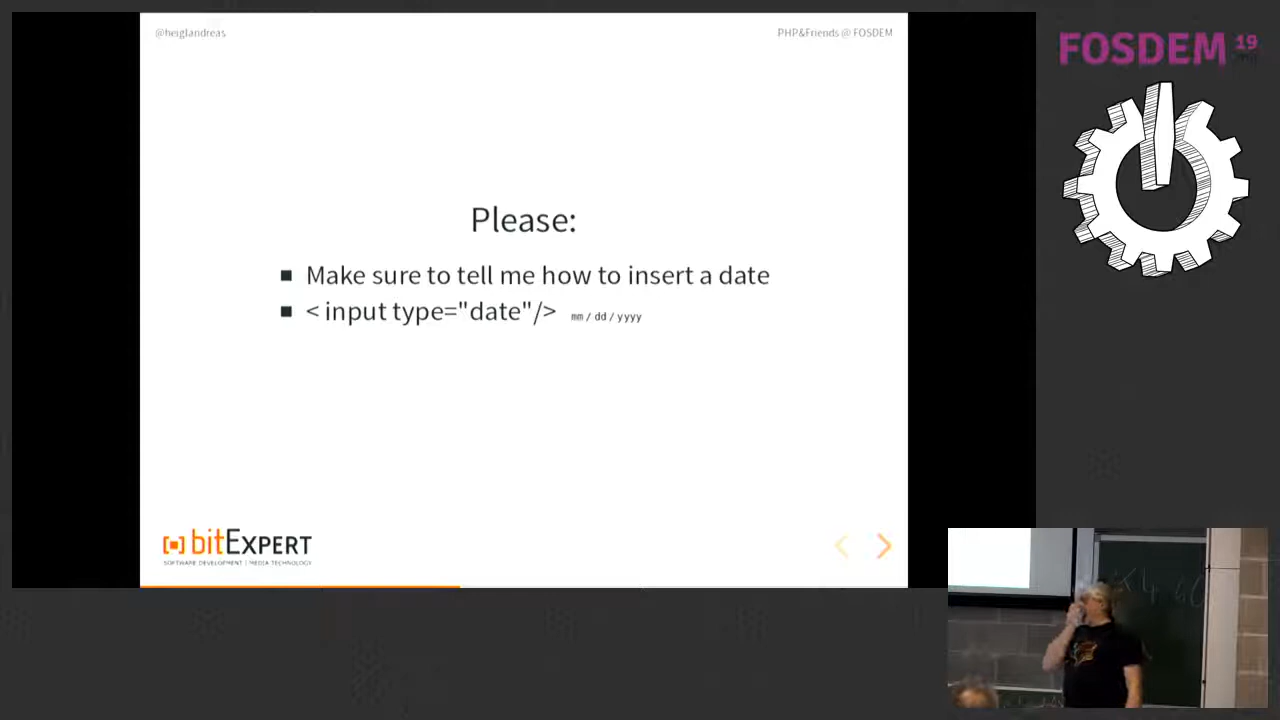 @heiglandreas
PHP&Friends @ FOSDEM
FOSDEM 19
Please:
Make sure to tell me how to insert a date
< input type="date"/> mm / dd / yyyy
bitExpert
SOFTWARE DEVELOPMENT | MEDIA TECHNOLOGY